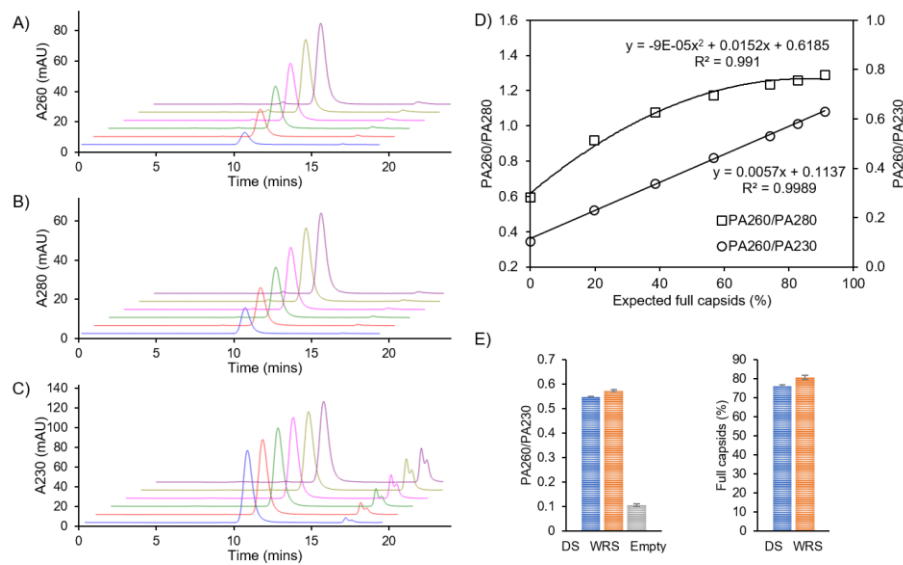 A)
A260 (mAU)
80
60
40
20
0
0 5 10 15 20
Time (mins)
B)
A280 (mAU)
60
40
20
0
0 5 10 15 20
Time (mins)
C)
A230 (mAU)
140
120
100
80
60
40
20
0
0 5 10 15 20
Time (mins)
D)
PA260/PA280
1.6
1.4
1.2
1.0
0.8
0.6
0.4
0.2
y = -9E-05x² + 0.0152x + 0.6185
R² = 0.991
y = 0.0057x + 0.1137
R² = 0.9989
PA260/PA280
PA260/PA230
1.0
0.8
0.6
0.4
0.2
0.0
PA260/PA230
0 20 40 60 80 100
Expected full capsids (%)
E)
PA260/PA230
0.7
0.6
0.5
0.4
0.3
0.2
0.1
0
DS WRS Empty
Full capsids (%)
90
80
70
60
50
40
30
20
10
0
DS WRS